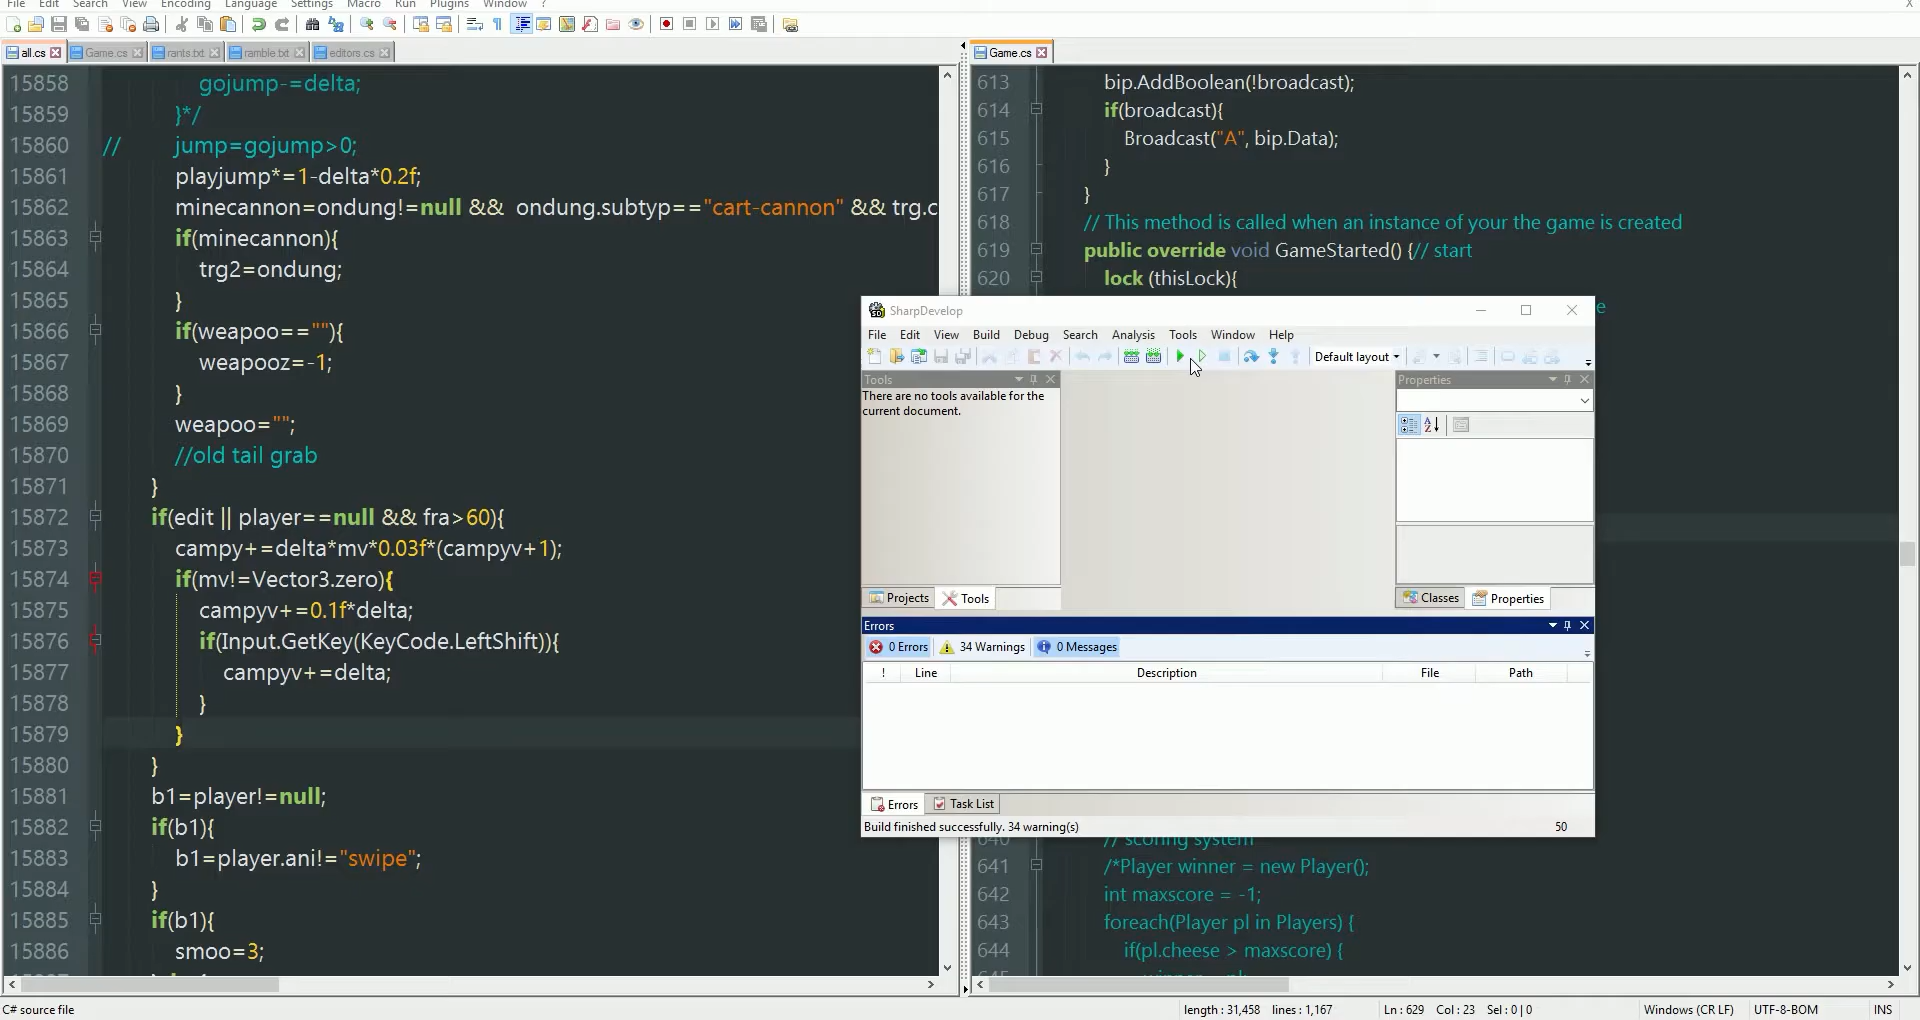 File Edit Search View Encoding Language Settings Macro Run Plugins Window ?
all.cs Game.cs rants.txt ramble.txt editors.cs
15858 gojump-=delta;
15859 }*/
15860 // jump=gojump>0;
15861 playjump*=1-delta*0.2f;
15862 minecannon=ondung!=null && ondung.subtyp=="cart-cannon" && trg.c
15863 if(minecannon){
15864 trg2=ondung;
15865 }
15866 if(weapoo==""){
15867 weapooz=-1;
15868 }
15869 weapoo="";
15870 //old tail grab
15871 }
15872 if(edit || player==null && fra>60){
15873 campy+=delta*mv*0.03f*(campyv+1);
15874 if(mv!=Vector3.zero){
15875 campyv+=0.1f*delta;
15876 if(Input.GetKey(KeyCode.LeftShift)){
15877 campyv+=delta;
15878 }
15879 }
15880 }
15881 b1=player!=null;
15882 if(b1){
15883 b1=player.ani!="swipe";
15884 }
15885 if(b1){
15886 smoo=3;
Game.cs
613 bip.AddBoolean(!broadcast);
614 if(broadcast){
615 Broadcast("A", bip.Data);
616 }
617 }
618 // This method is called when an instance of your the game is created
619 public override void GameStarted() {// start
620 lock (thisLock){
e
SharpDevelop
File Edit View Build Debug Search Analysis Tools Window Help
Default layout
Tools
There are no tools available for the
current document.
Projects Tools
Properties
Classes Properties
Errors
0 Errors 34 Warnings 0 Messages
! Line Description File Path
Errors Task List
Build finished successfully. 34 warning(s) 50
640 // scoring system
641 /*Player winner = new Player();
642 int maxscore = -1;
643 foreach(Player pl in Players) {
644 if(pl.cheese > maxscore) {
C# source file length : 31,458 lines : 1,167 Ln : 629 Col : 23 Sel : 0 | 0 Windows (CR LF) UTF-8-BOM INS